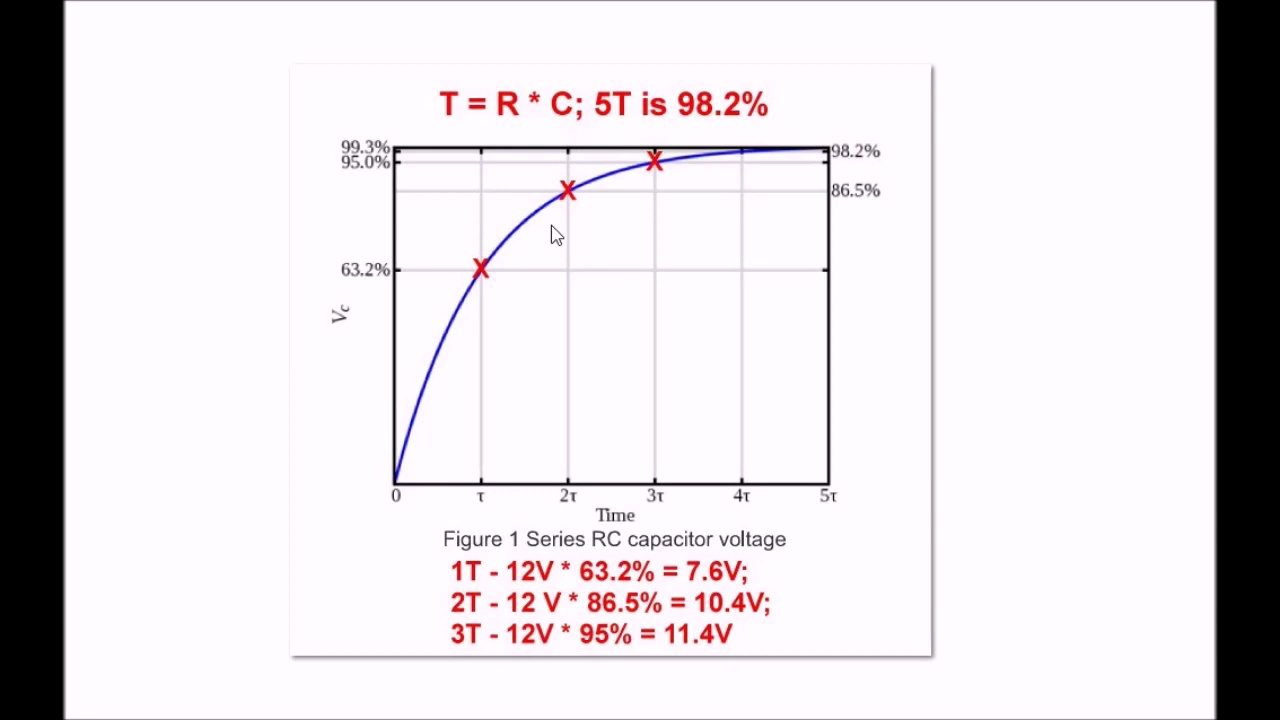 T = R * C; 5T is 98.2%
99.3%
98.2%
95.0%
86.5%
63.2%
Vc
0 τ 2τ 3τ 4τ 5τ
Time
Figure 1 Series RC capacitor voltage
1T - 12V * 63.2% = 7.6V;
2T - 12 V * 86.5% = 10.4V;
3T - 12V * 95% = 11.4V